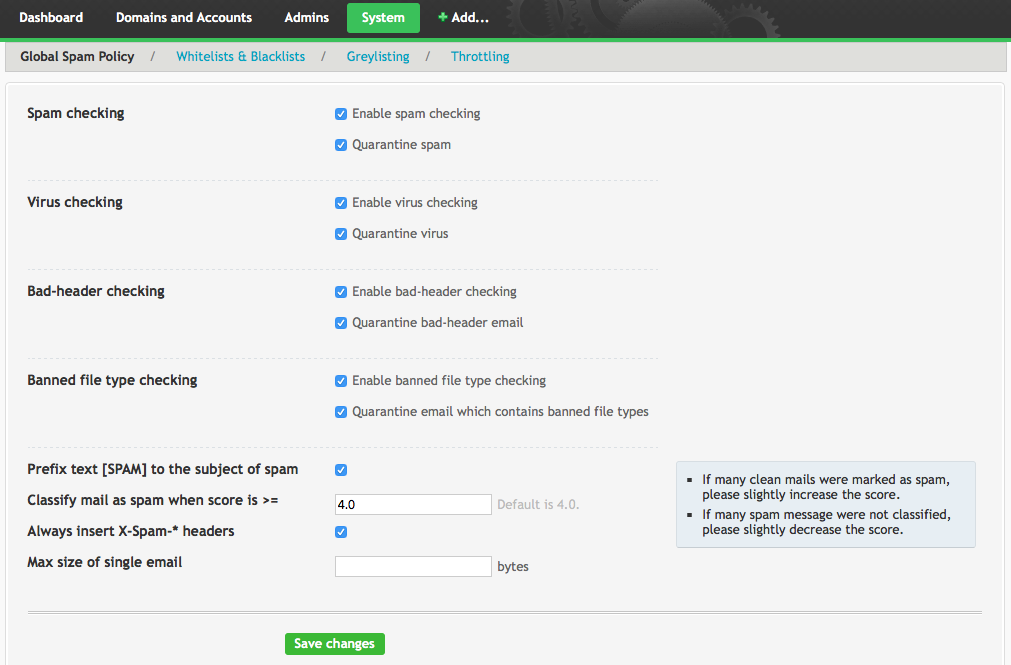 Dashboard Domains and Accounts Admins System + Add...
Global Spam Policy / Whitelists & Blacklists / Greylisting / Throttling
Spam checking Enable spam checking
Quarantine spam
Virus checking Enable virus checking
Quarantine virus
Bad-header checking Enable bad-header checking
Quarantine bad-header email
Banned file type checking Enable banned file type checking
Quarantine email which contains banned file types
Prefix text [SPAM] to the subject of spam
Classify mail as spam when score is >= 4.0 Default is 4.0.
Always insert X-Spam-* headers
Max size of single email bytes
If many clean mails were marked as spam,
please slightly increase the score.
If many spam message were not classified,
please slightly decrease the score.
Save changes